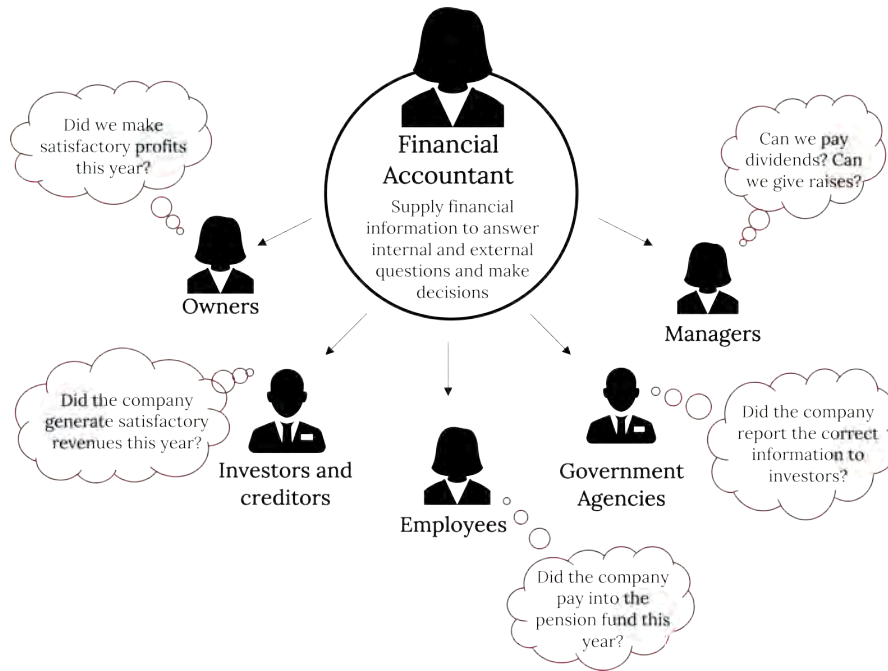 Financial
Accountant
Supply financial
information to answer
internal and external
questions and make
decisions
Did we make
satisfactory profits
this year?
Owners
Can we pay
dividends? Can
we give raises?
Managers
Did the company
generate satisfactory
revenues this year?
Investors and
creditors
Did the company
pay into the
pension fund this
year?
Employees
Did the company
report the correct
information to
investors?
Government
Agencies